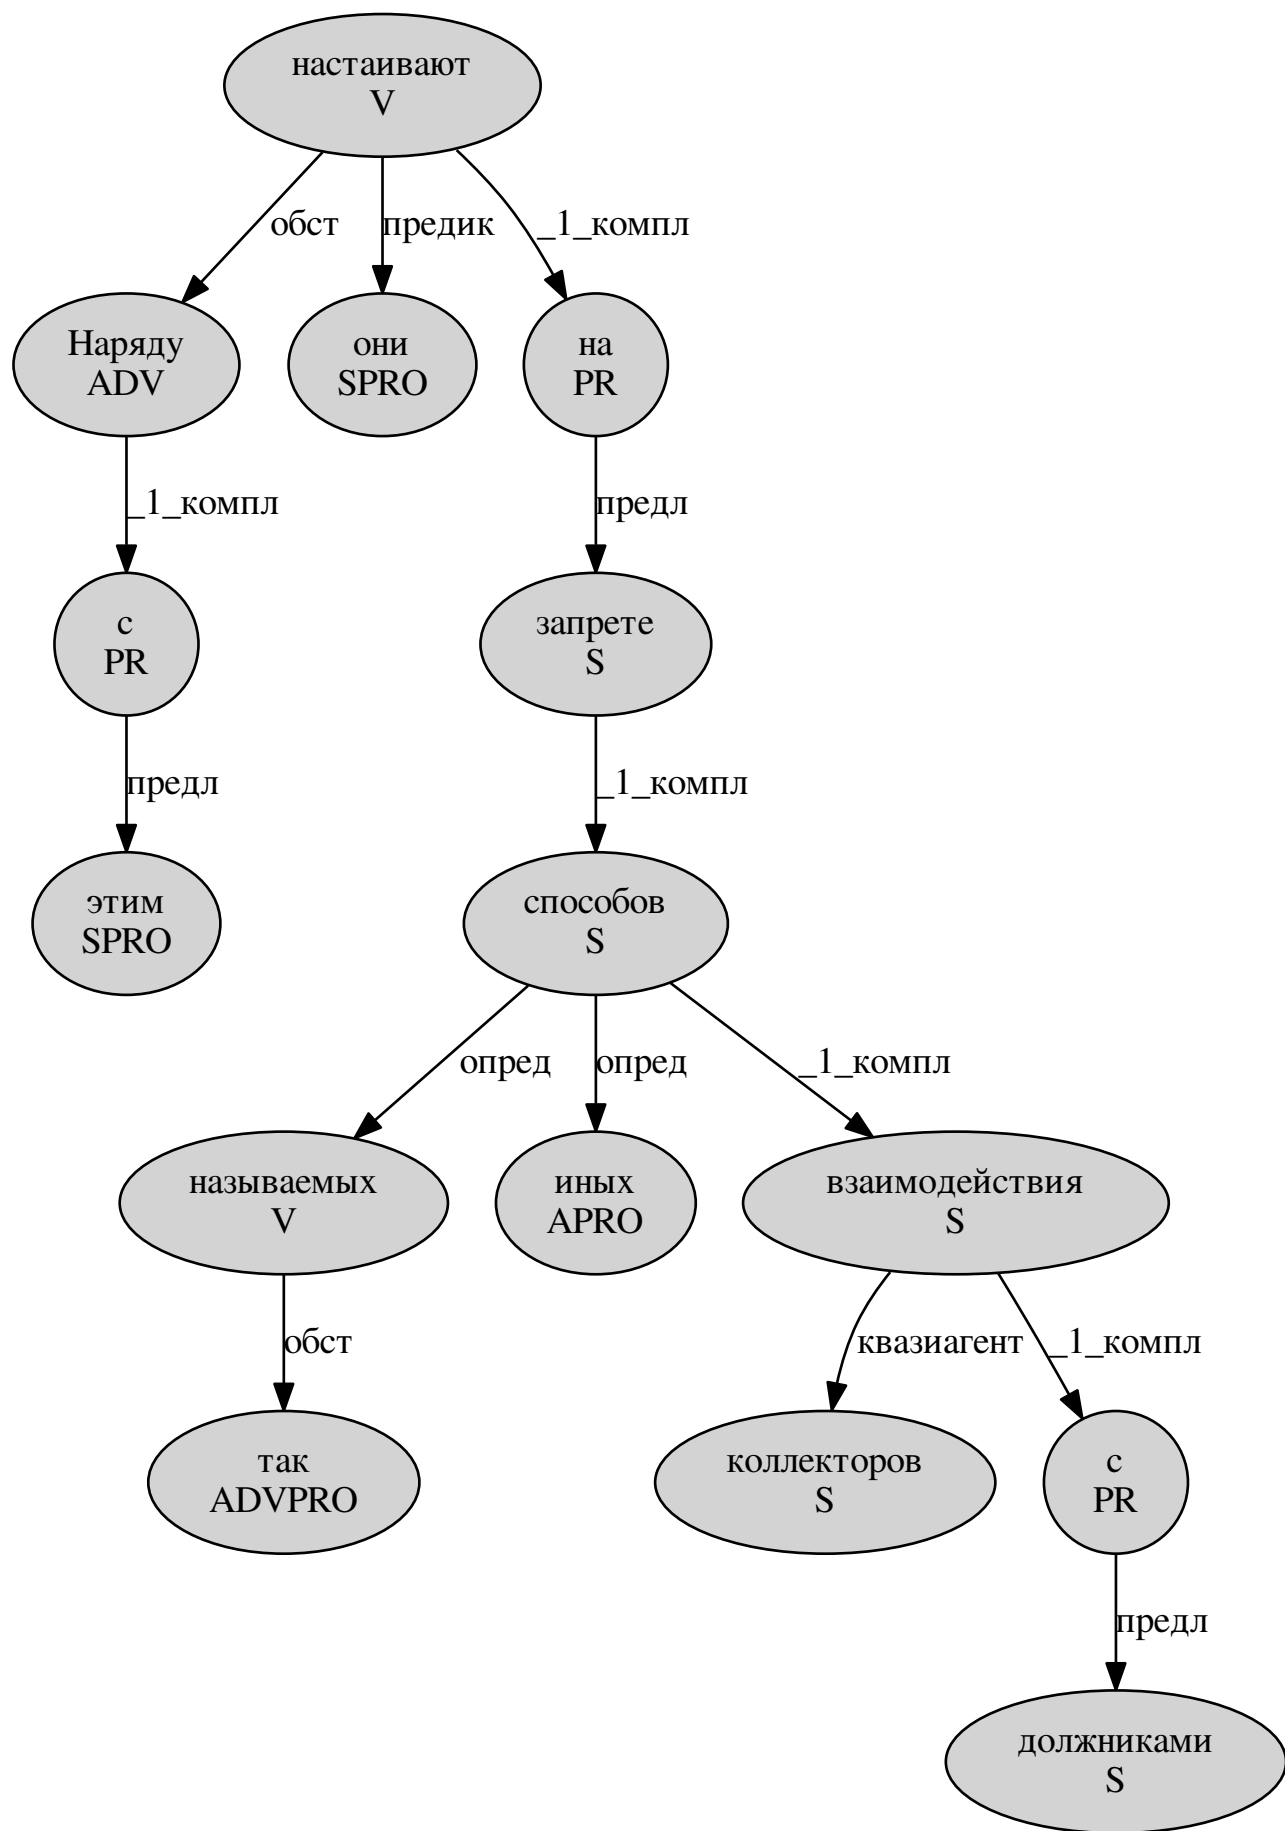 настаивают
V
обст
предик
_1_компл
Наряду
ADV
они
SPRO
на
PR
_1_компл
предл
с
PR
запрете
S
предл
_1_компл
этим
SPRO
способов
S
опред
опред
_1_компл
называемых
V
иных
APRO
взаимодействия
S
обст
квазиагент
_1_компл
так
ADVPRO
коллекторов
S
с
PR
предл
должниками
S